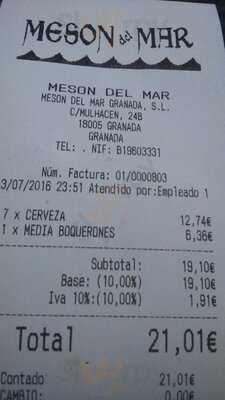 MESON del MAR
MESON DEL MAR
MESON DEL MAR GRANADA, S.L.
C/MULHACEN, 24B
18005 GRANADA
GRANADA
TEL: . NIF: B19603331
Núm. Factura: 01/0000803
3/07/2016 23:51 Atendido por:Empleado 1
7 x CERVEZA 12,74€
1 x MEDIA BOQUERONES 6,36€
Subtotal: 19,10€
Base: (10,00%) 19,10€
Iva 10%:(10,00%) 1,91€
Total 21,01€
Contado 21,01€
CAMBIO: 0,00€